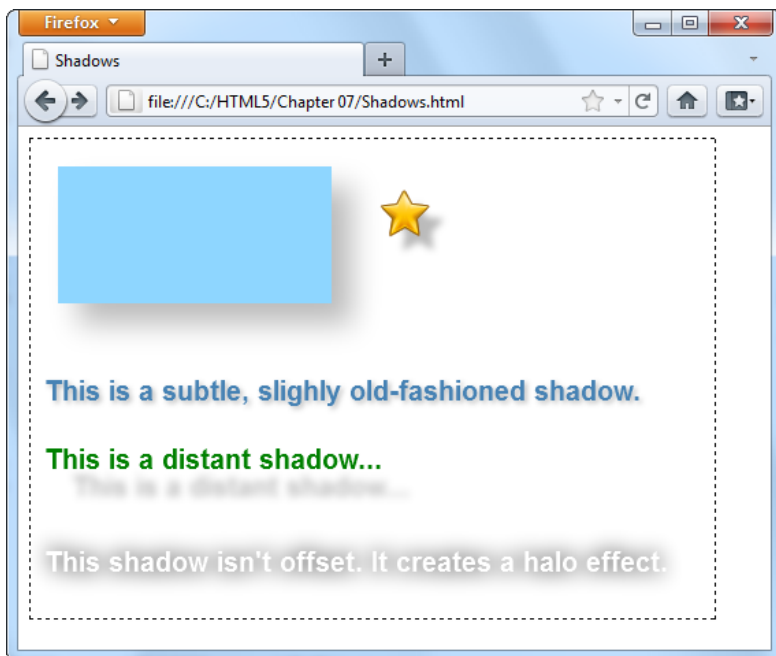 Firefox
Shadows
file:///C:/HTML5/Chapter 07/Shadows.html
This is a subtle, slighly old-fashioned shadow.
This is a distant shadow...
This is a distant shadow...
This shadow isn't offset. It creates a halo effect.